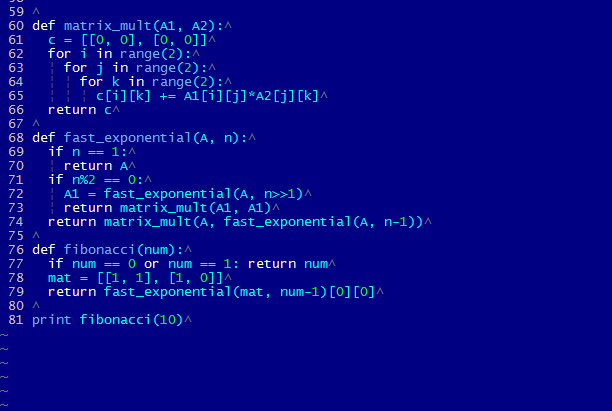 59 ^
60 def matrix_mult(A1, A2):^
61   c = [[0, 0], [0, 0]]^
62   for i in range(2):^
63   ¦ for j in range(2):^
64   ¦ ¦ for k in range(2):^
65   ¦ ¦ ¦ c[i][k] += A1[i][j]*A2[j][k]^
66   return c^
67 ^
68 def fast_exponential(A, n):^
69   if n == 1:^
70   ¦ return A^
71   if n%2 == 0:^
72   ¦ A1 = fast_exponential(A, n>>1)^
73   ¦ return matrix_mult(A1, A1)^
74   return matrix_mult(A, fast_exponential(A, n-1))^
75 ^
76 def fibonacci(num):^
77   if num == 0 or num == 1: return num^
78   mat = [[1, 1], [1, 0]]^
79   return fast_exponential(mat, num-1)[0][0]^
80 ^
81 print fibonacci(10)^
~
~
~
~
~
~